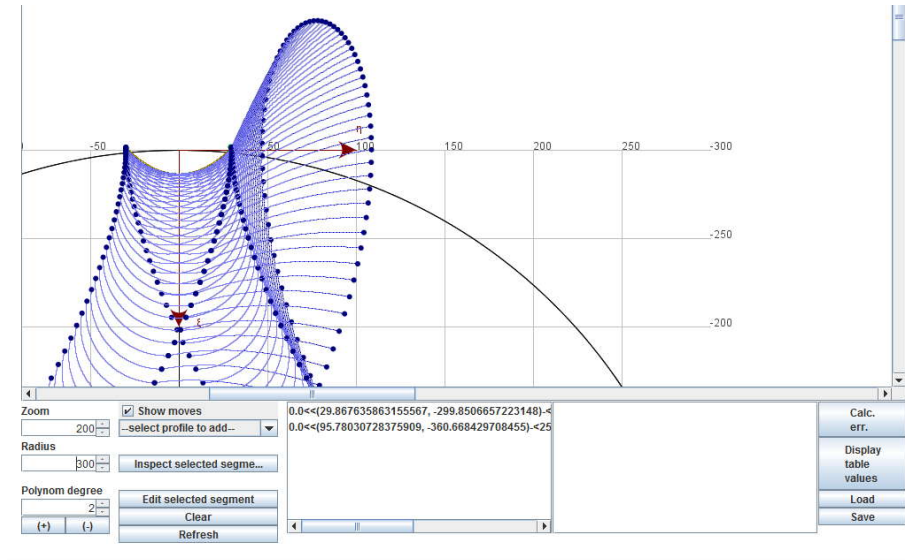 η
-50
50
100
150
200
250
-300
-250
ξ
-200
Zoom
200
Radius
300
Polynom degree
2
(+)
(-)
Show moves
--select profile to add--
Inspect selected segme...
Edit selected segment
Clear
Refresh
0.0<<(29.867635863155567, -299.8506657223148)-<
0.0<<(95.78030728375909, -360.668429708455)-<25
Calc.
err.
Display
table
values
Load
Save